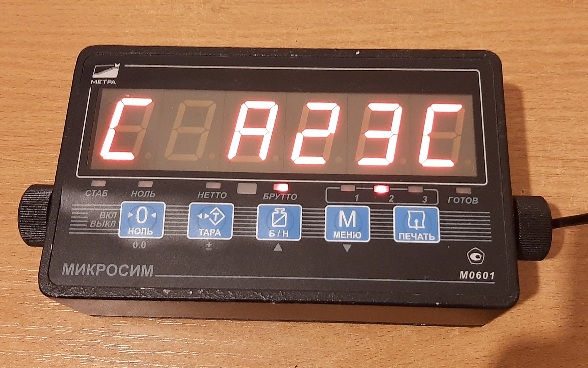 МЕТРА
C A23C
СТАБ НОЛЬ НЕТТО БРУТТО 1 2 3 ГОТОВ
ВКЛ
ВЫКЛ
0 T М
НОЛЬ ТАРА Б / Н МЕНЮ ПЕЧАТЬ
0.0 ±
МИКРОСИМ М0601